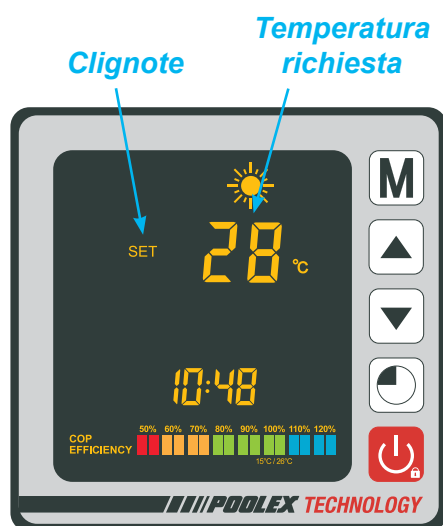 Clignote
Temperatura
richiesta
M
SET
28 °C
10:48
50% 60% 70% 80% 90% 100% 110% 120%
COP
EFFICIENCY
15°C / 26°C
POOLEX TECHNOLOGY